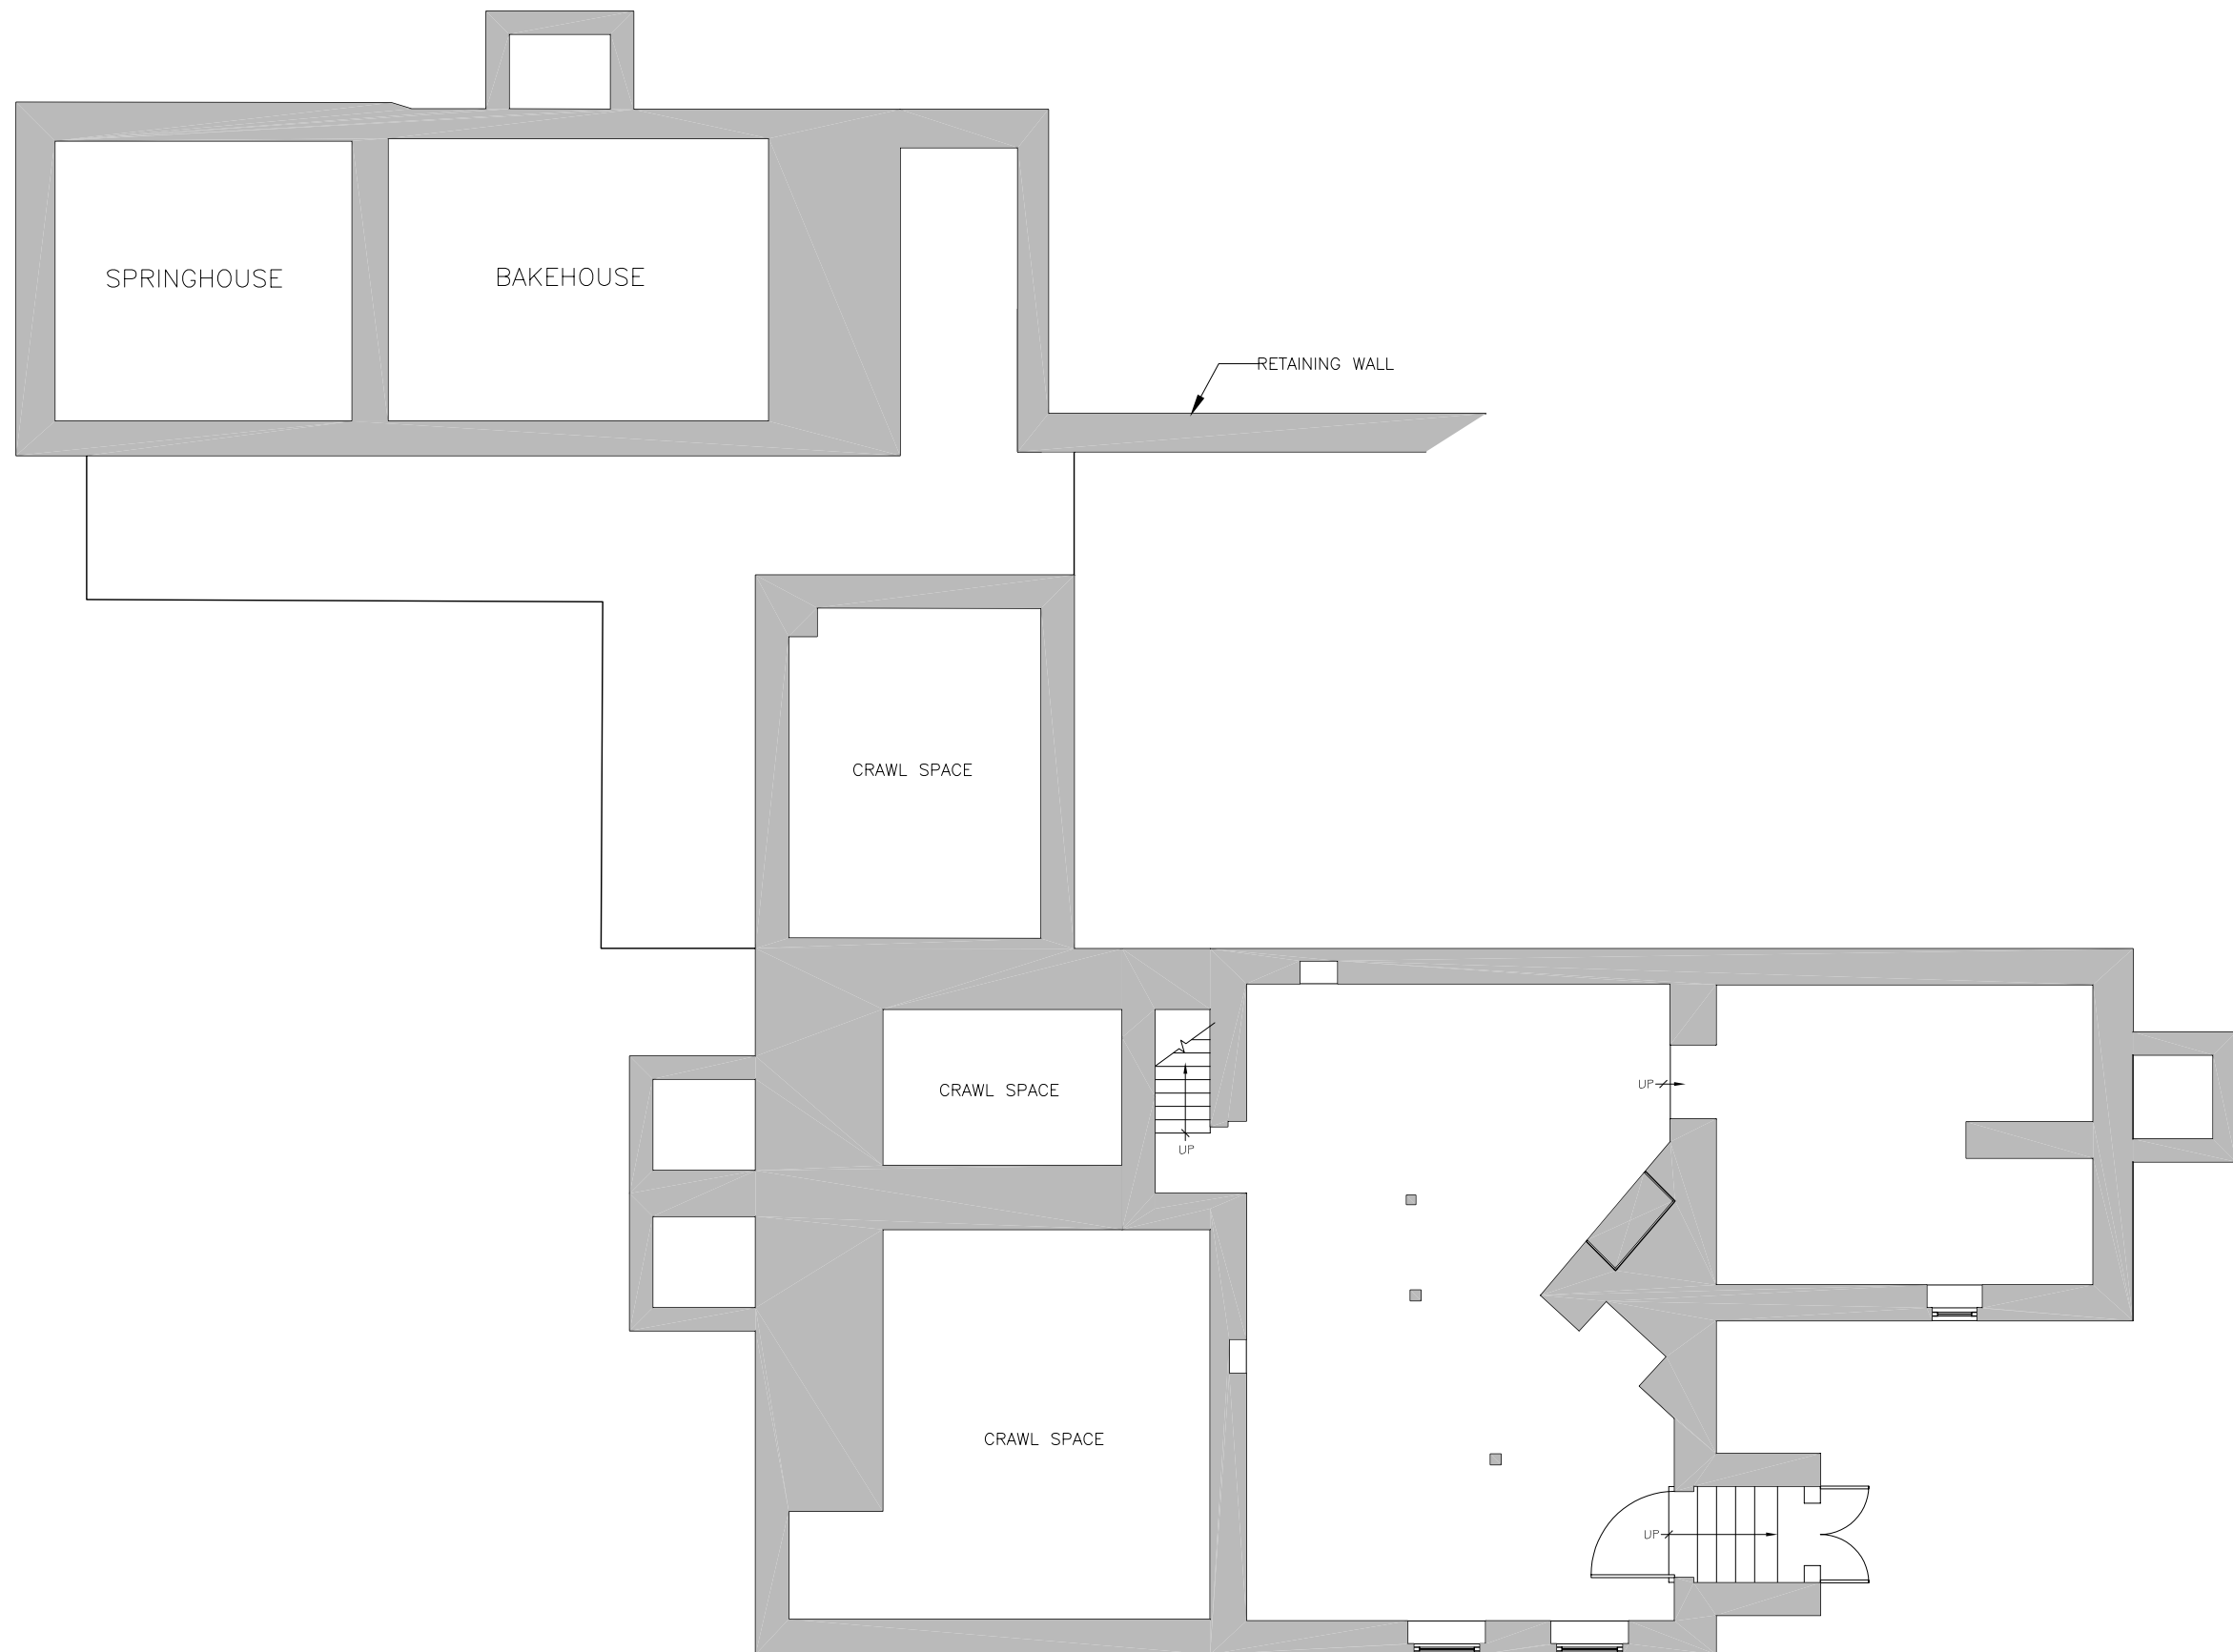 SPRINGHOUSE
BAKEHOUSE
RETAINING WALL
CRAWL SPACE
CRAWL SPACE
UP
UP
CRAWL SPACE
UP